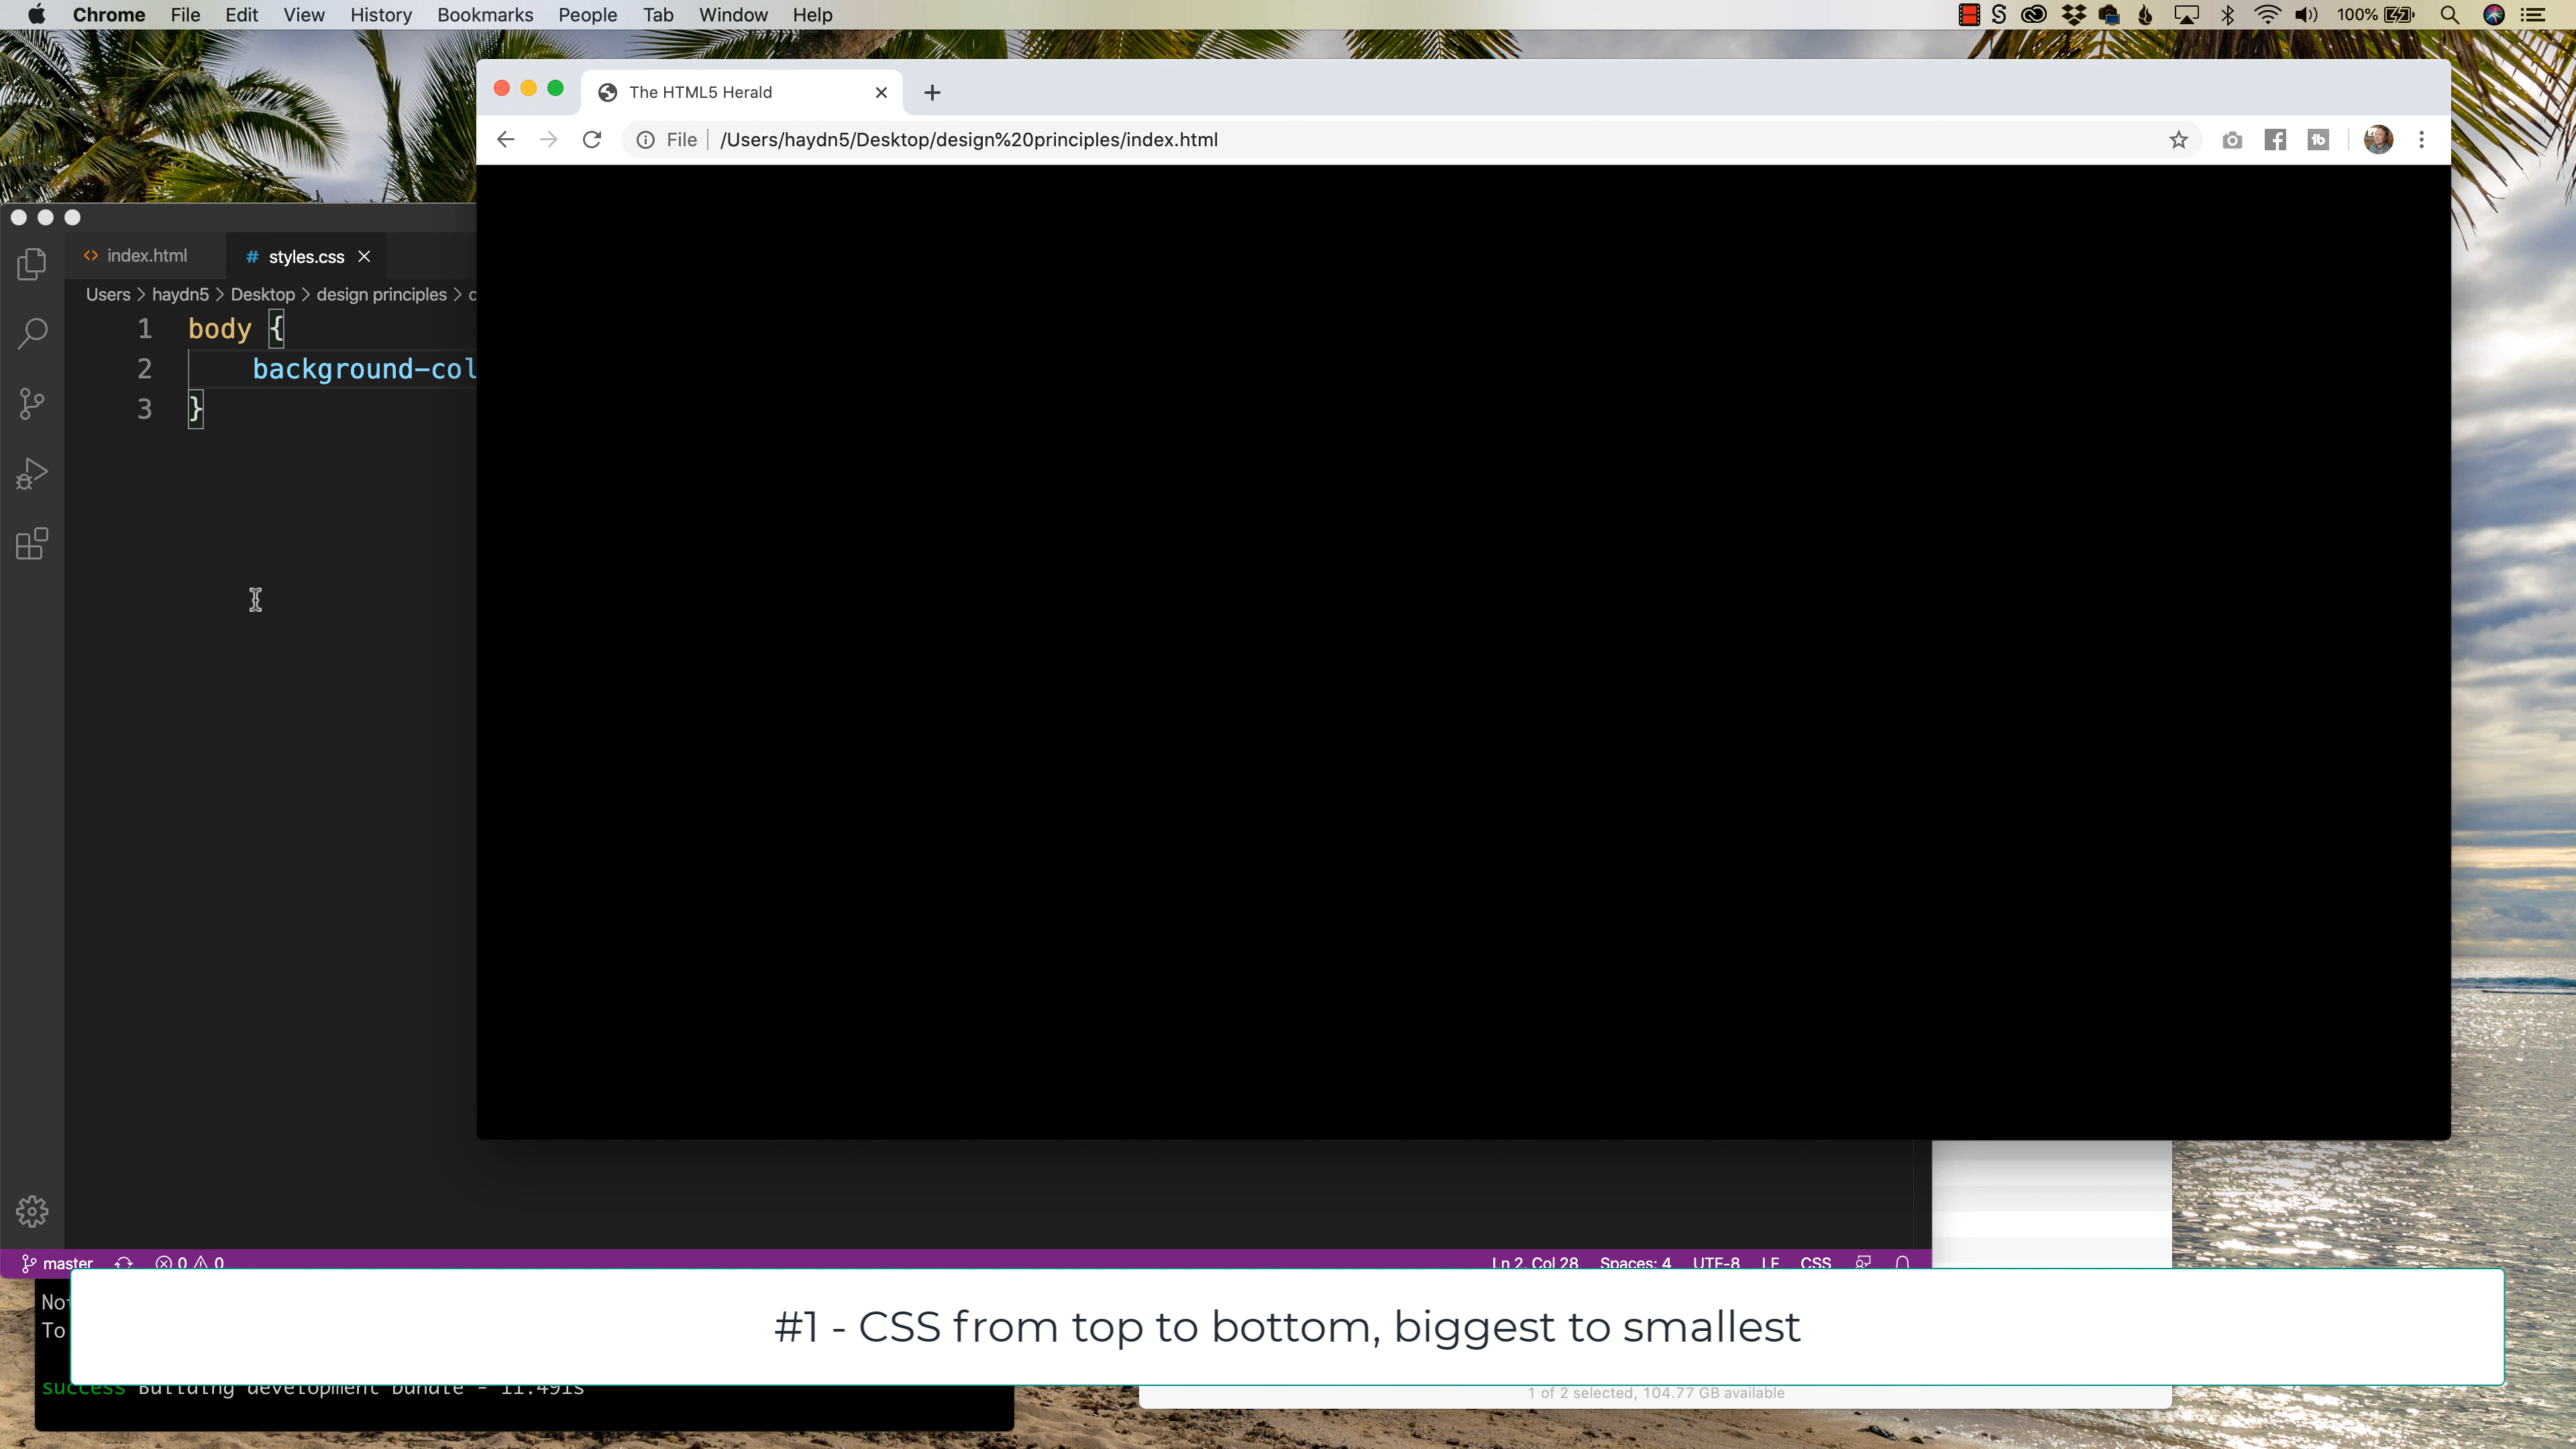 Chrome File Edit View History Bookmarks People Tab Window Help 100%
The HTML5 Herald
File /Users/haydn5/Desktop/design%20principles/index.html
index.html # styles.css
Users > haydn5 > Desktop > design principles >
1 body {
2 background-col
3 }
master 0 0 Ln 2, Col 28 Spaces: 4 UTF-8 LF CSS
To
#1 - CSS from top to bottom, biggest to smallest
success Building development bundle - 11.491s
1 of 2 selected, 104.77 GB available